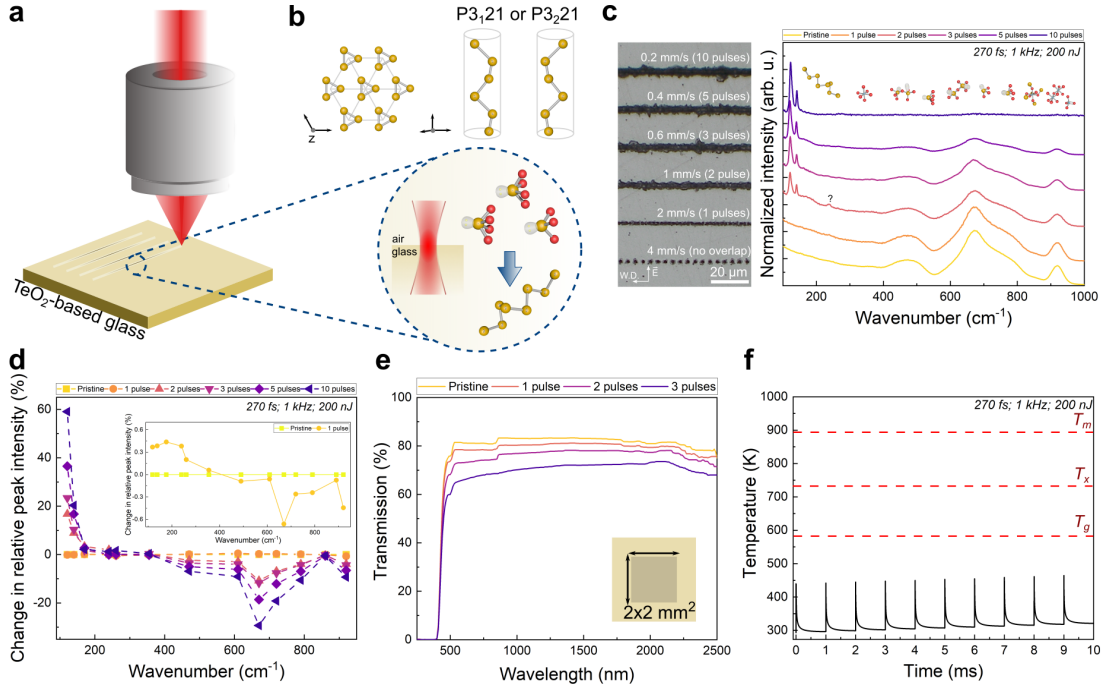 a
TeO2-based glass
b
P3₁21 or P3₂21
z
air
glass
c
0.2 mm/s (10 pulses)
0.4 mm/s (5 pulses)
0.6 mm/s (3 pulses)
1 mm/s (2 pulse)
2 mm/s (1 pulses)
4 mm/s (no overlap)
W.D. E
20 µm
Pristine 1 pulse 2 pulses 3 pulses 5 pulses 10 pulses
270 fs; 1 kHz; 200 nJ
?
Normalized intensity (arb. u.)
200 400 600 800 1000
Wavenumber (cm⁻¹)
d
Pristine 1 pulse 2 pulses 3 pulses 5 pulses 10 pulses
270 fs; 1 kHz; 200 nJ
Change in relative peak intensity (%)
60
40
20
0
-20
200 400 600 800
Wavenumber (cm⁻¹)
Pristine 1 pulse
Change in relative peak intensity (%)
0.6
0.3
0.0
-0.3
-0.6
200 400 600 800
Wavenumber (cm⁻¹)
e
Pristine 1 pulse 2 pulses 3 pulses
Transmission (%)
100
80
60
40
20
0
500 1000 1500 2000 2500
Wavelength (nm)
2x2 mm²
f
270 fs; 1 kHz; 200 nJ
Temperature (K)
1000
900
800
700
600
500
400
300
Tm
Tx
Tg
0 1 2 3 4 5 6 7 8 9 10
Time (ms)